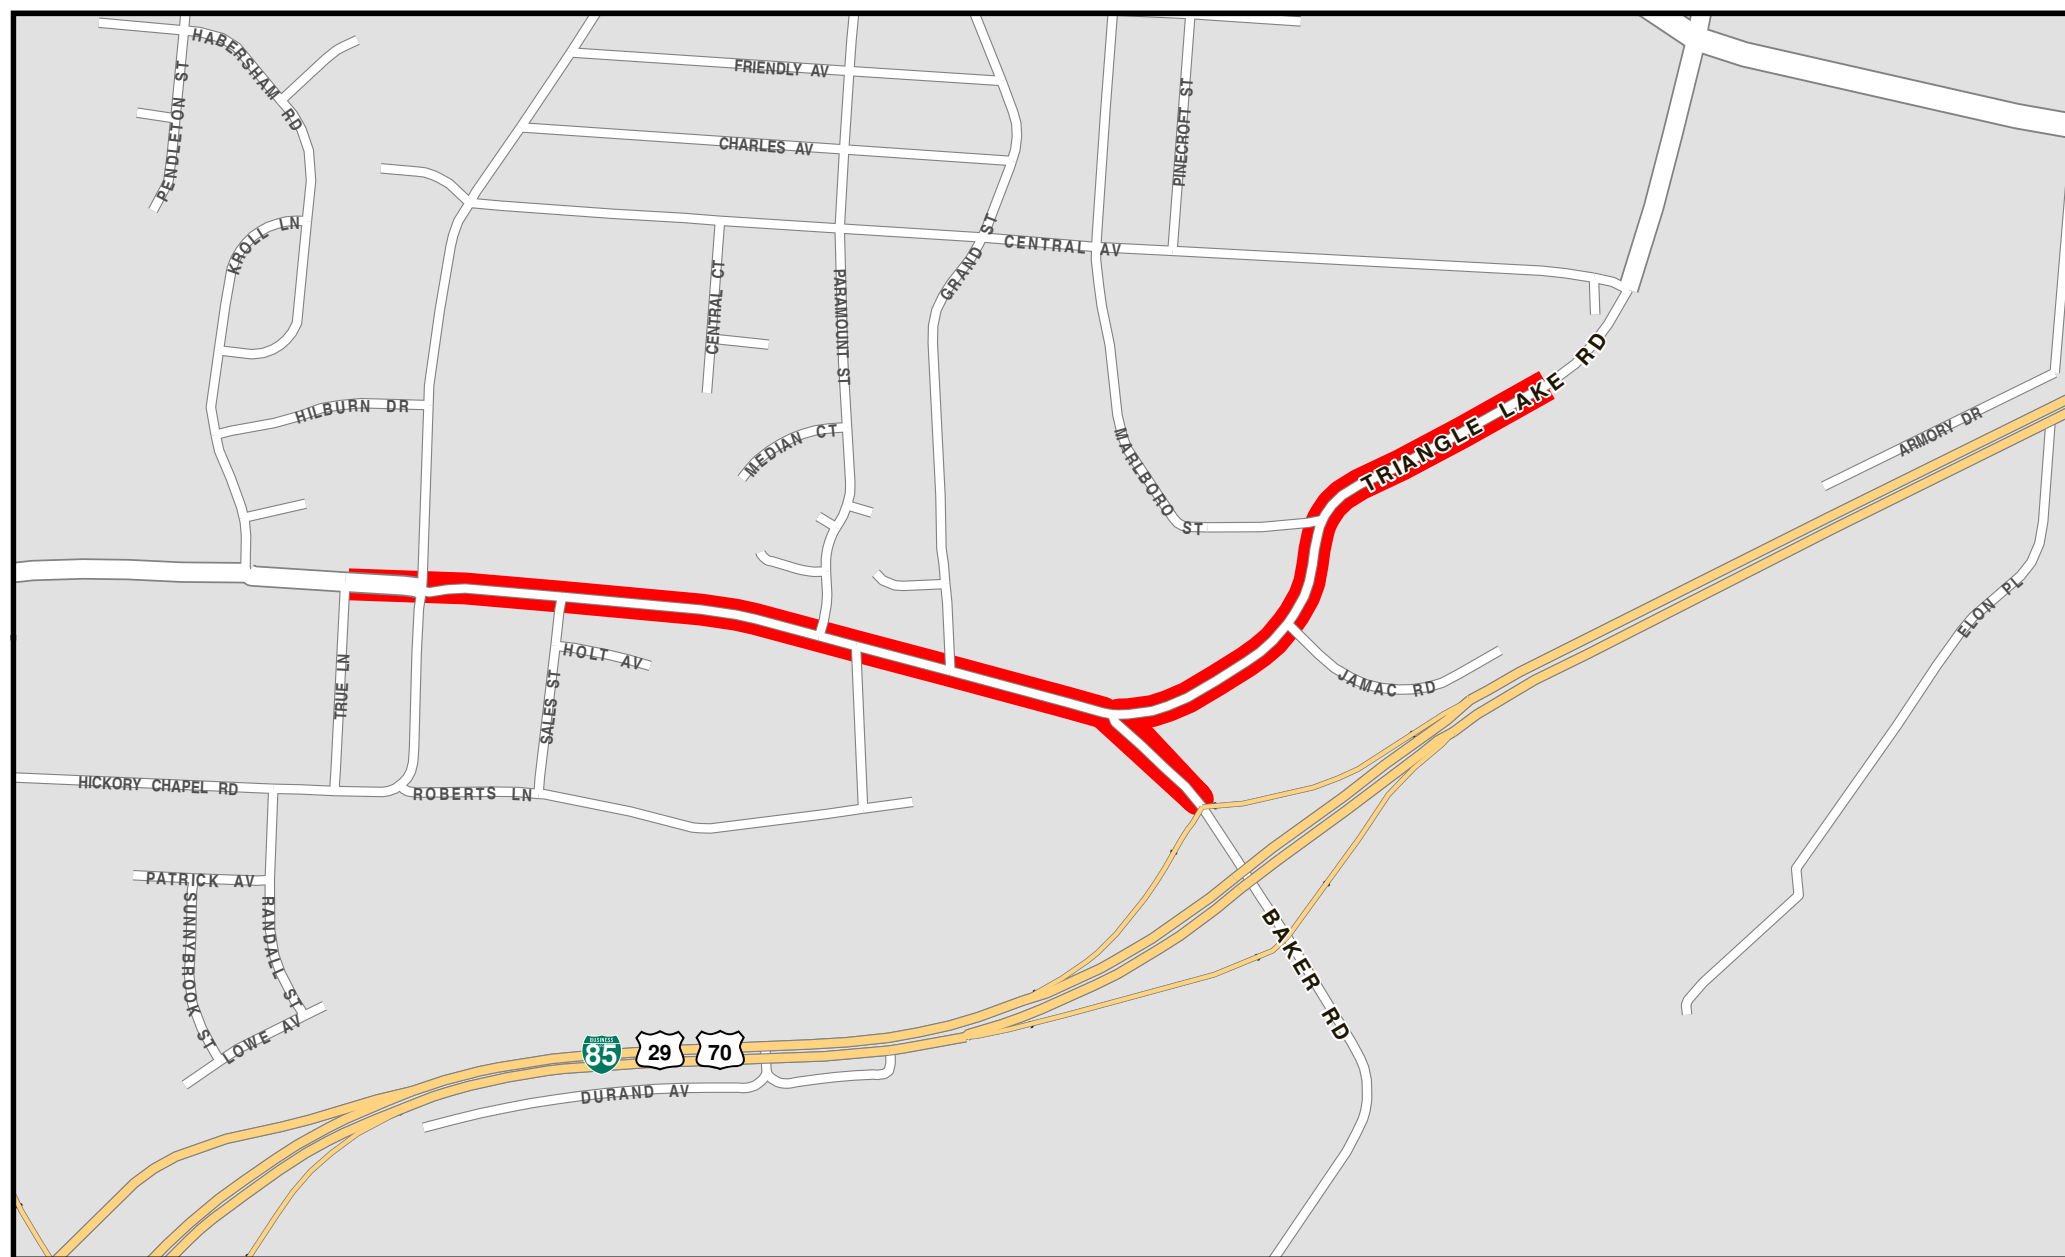 HABERSHAM RD
PENDLETON ST
FRIENDLY AV
CHARLES AV
PINECROFT ST
KROLL LN
GRAND ST
CENTRAL AV
CENTRAL CT
PARAMOUNT ST
TRIANGLE LAKE RD
HILBURN DR
MEDIAN CT
MARLBORO ST
ARMORY DR
ELON PL
HOLT AV
TRUE LN
SALES ST
JAMAC RD
HICKORY CHAPEL RD
ROBERTS LN
PATRICK AV
SUNNYBROOK ST
RANDALL ST
LOWE AV
BAKER RD
BUSINESS
85
29
70
DURAND AV